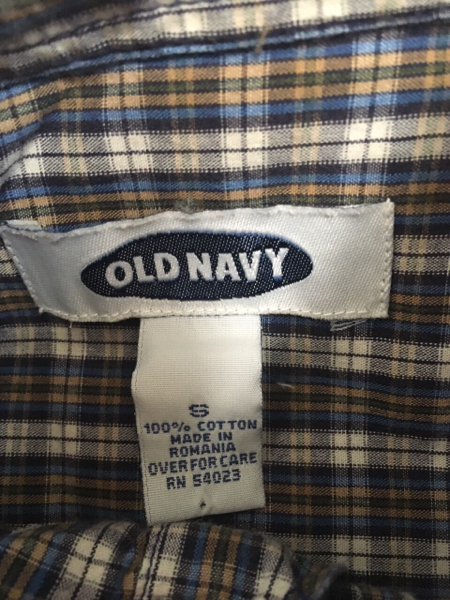 OLD NAVY
S
100% COTTON
MADE IN
ROMANIA
OVER FOR CARE
RN 54023